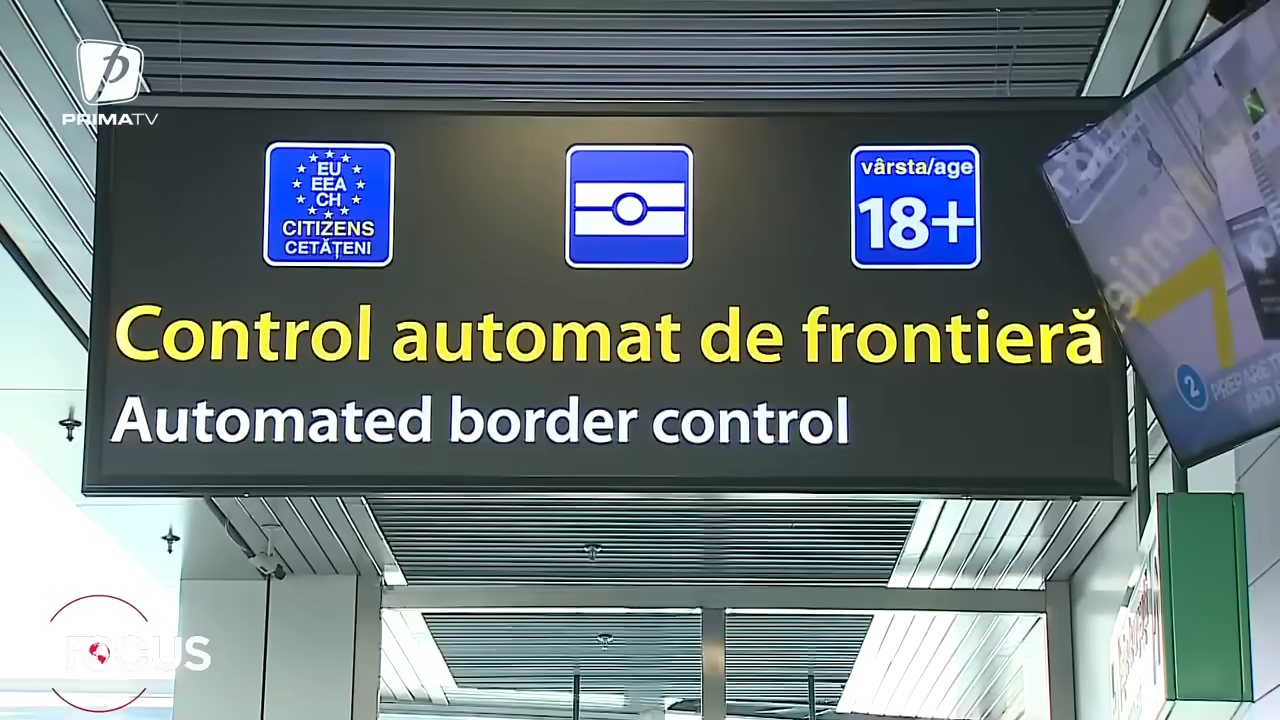 PRIMATV
EU
EEA
CH
CITIZENS
CETĂȚENI
vârsta/age
18+
Control automat de frontieră
Automated border control
2
PREPARE
AND
FOCUS